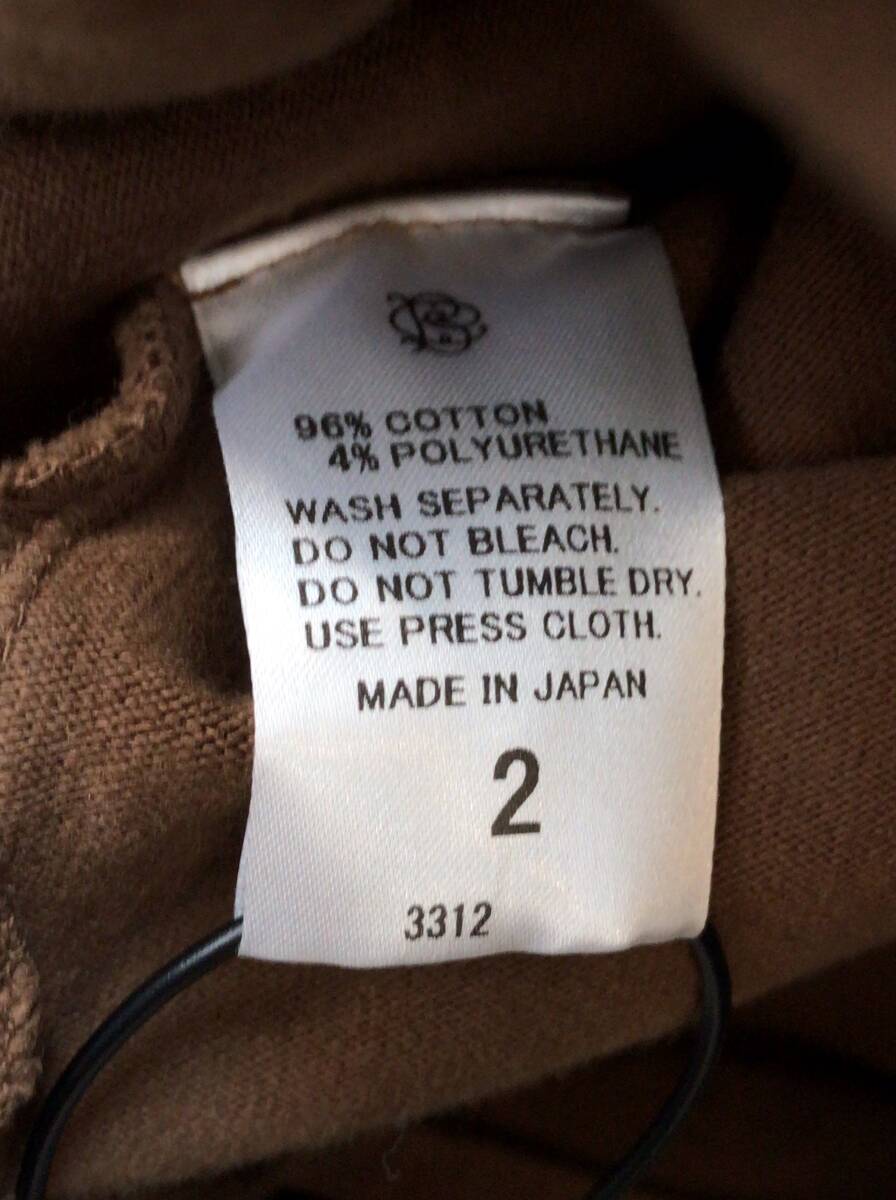 96% COTTON
4% POLYURETHANE
WASH SEPARATELY.
DO NOT BLEACH.
DO NOT TUMBLE DRY.
USE PRESS CLOTH.
MADE IN JAPAN
2
3312